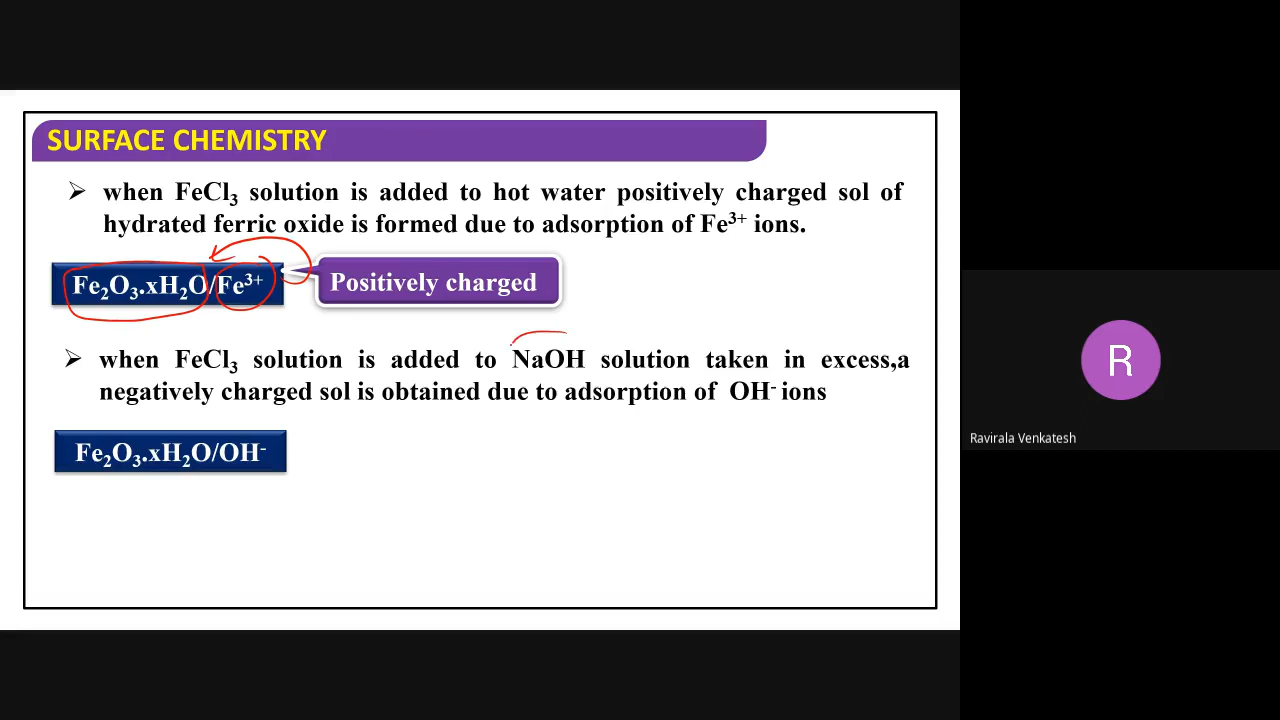 SURFACE CHEMISTRY
➢ when FeCl₃ solution is added to hot water positively charged sol of
hydrated ferric oxide is formed due to adsorption of Fe³⁺ ions.
Fe₂O₃.xH₂O/Fe³⁺
Positively charged
➢ when FeCl₃ solution is added to NaOH solution taken in excess,a
negatively charged sol is obtained due to adsorption of OH⁻ ions
Fe₂O₃.xH₂O/OH⁻
R
Ravirala Venkatesh